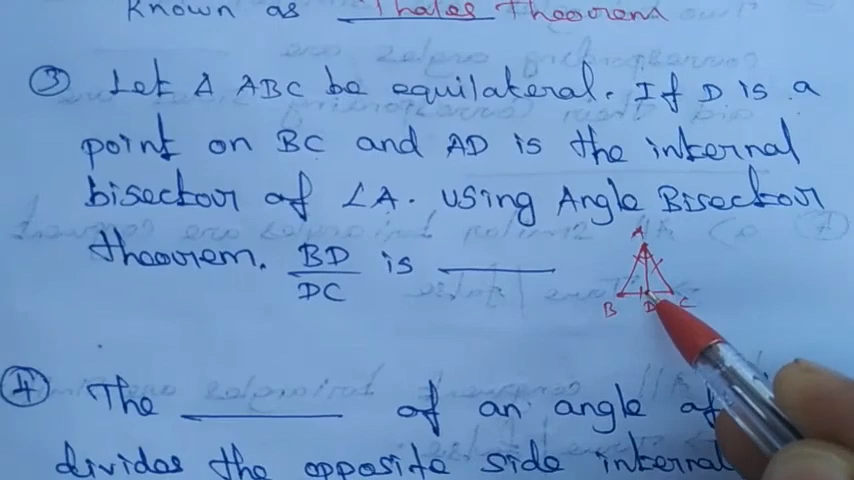 Known as Thales Theorem
③ Let Δ ABC be equilateral. If D is a
point on BC and AD is the internal
bisectour of ∠A. using Angle Bisectour
theorem. BD/DC is ______
A
B D C
④ The ______ of an angle of
divides the opposite side internal